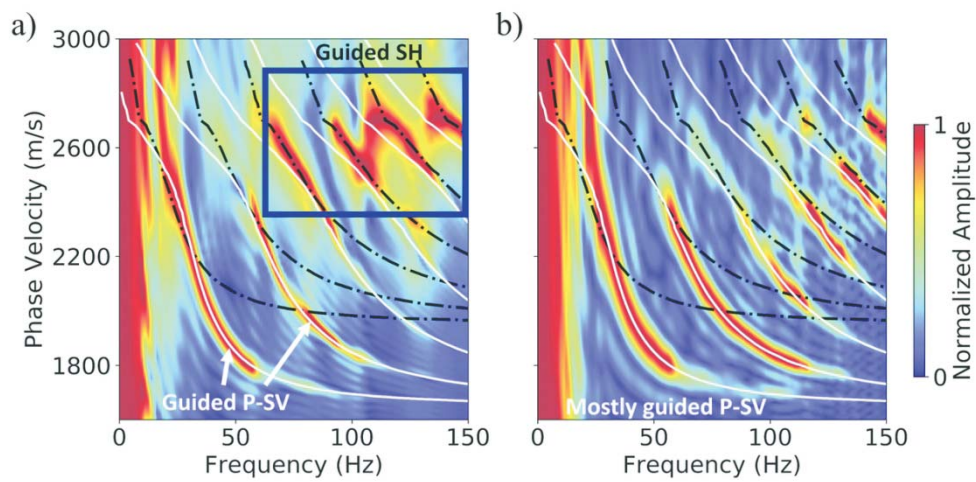 a)
b)
3000
2600
2200
1800
Phase Velocity (m/s)
Guided SH
Guided P-SV
0
50
100
150
Frequency (Hz)
Mostly guided P-SV
0
50
100
150
Frequency (Hz)
1
0
Normalized Amplitude